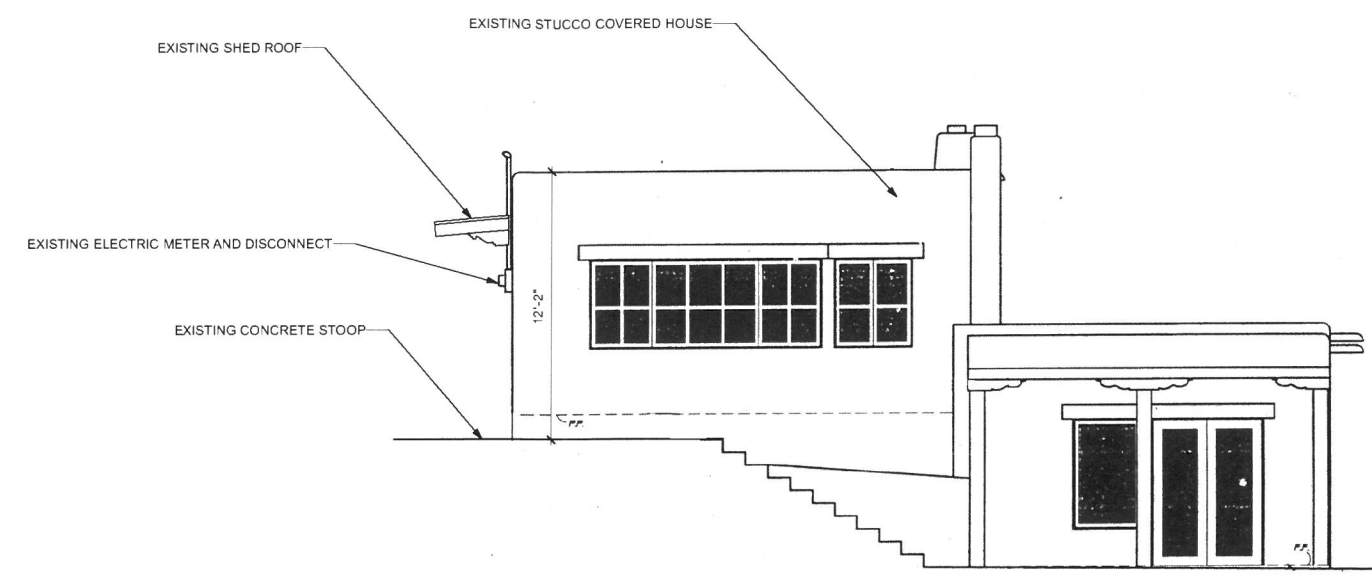 EXISTING STUCCO COVERED HOUSE
EXISTING SHED ROOF
EXISTING ELECTRIC METER AND DISCONNECT
12'-2"
EXISTING CONCRETE STOOP
F.F.
F.F.